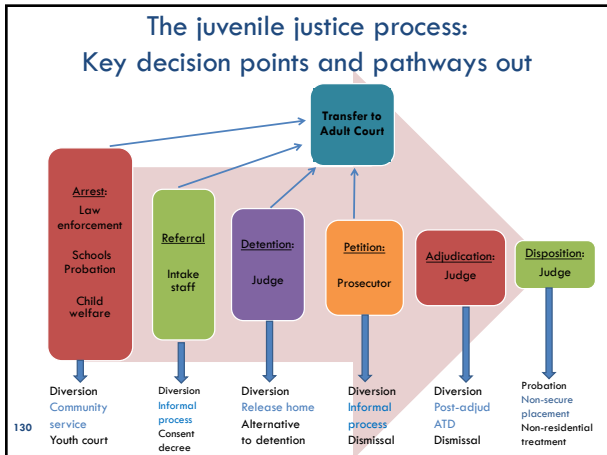 The juvenile justice process:
Key decision points and pathways out
Transfer to
Adult Court
Arrest:
Law
enforcement
Schools
Probation
Child
welfare
Referral
Intake
staff
Detention:
Judge
Petition:
Prosecutor
Adjudication:
Judge
Disposition:
Judge
Diversion
Community
service
Youth court
Diversion
Informal
process
Consent
decree
Diversion
Release home
Alternative
to detention
Diversion
Informal
process
Dismissal
Diversion
Post-adjud
ATD
Dismissal
Probation
Non-secure
placement
Non-residential
treatment
130